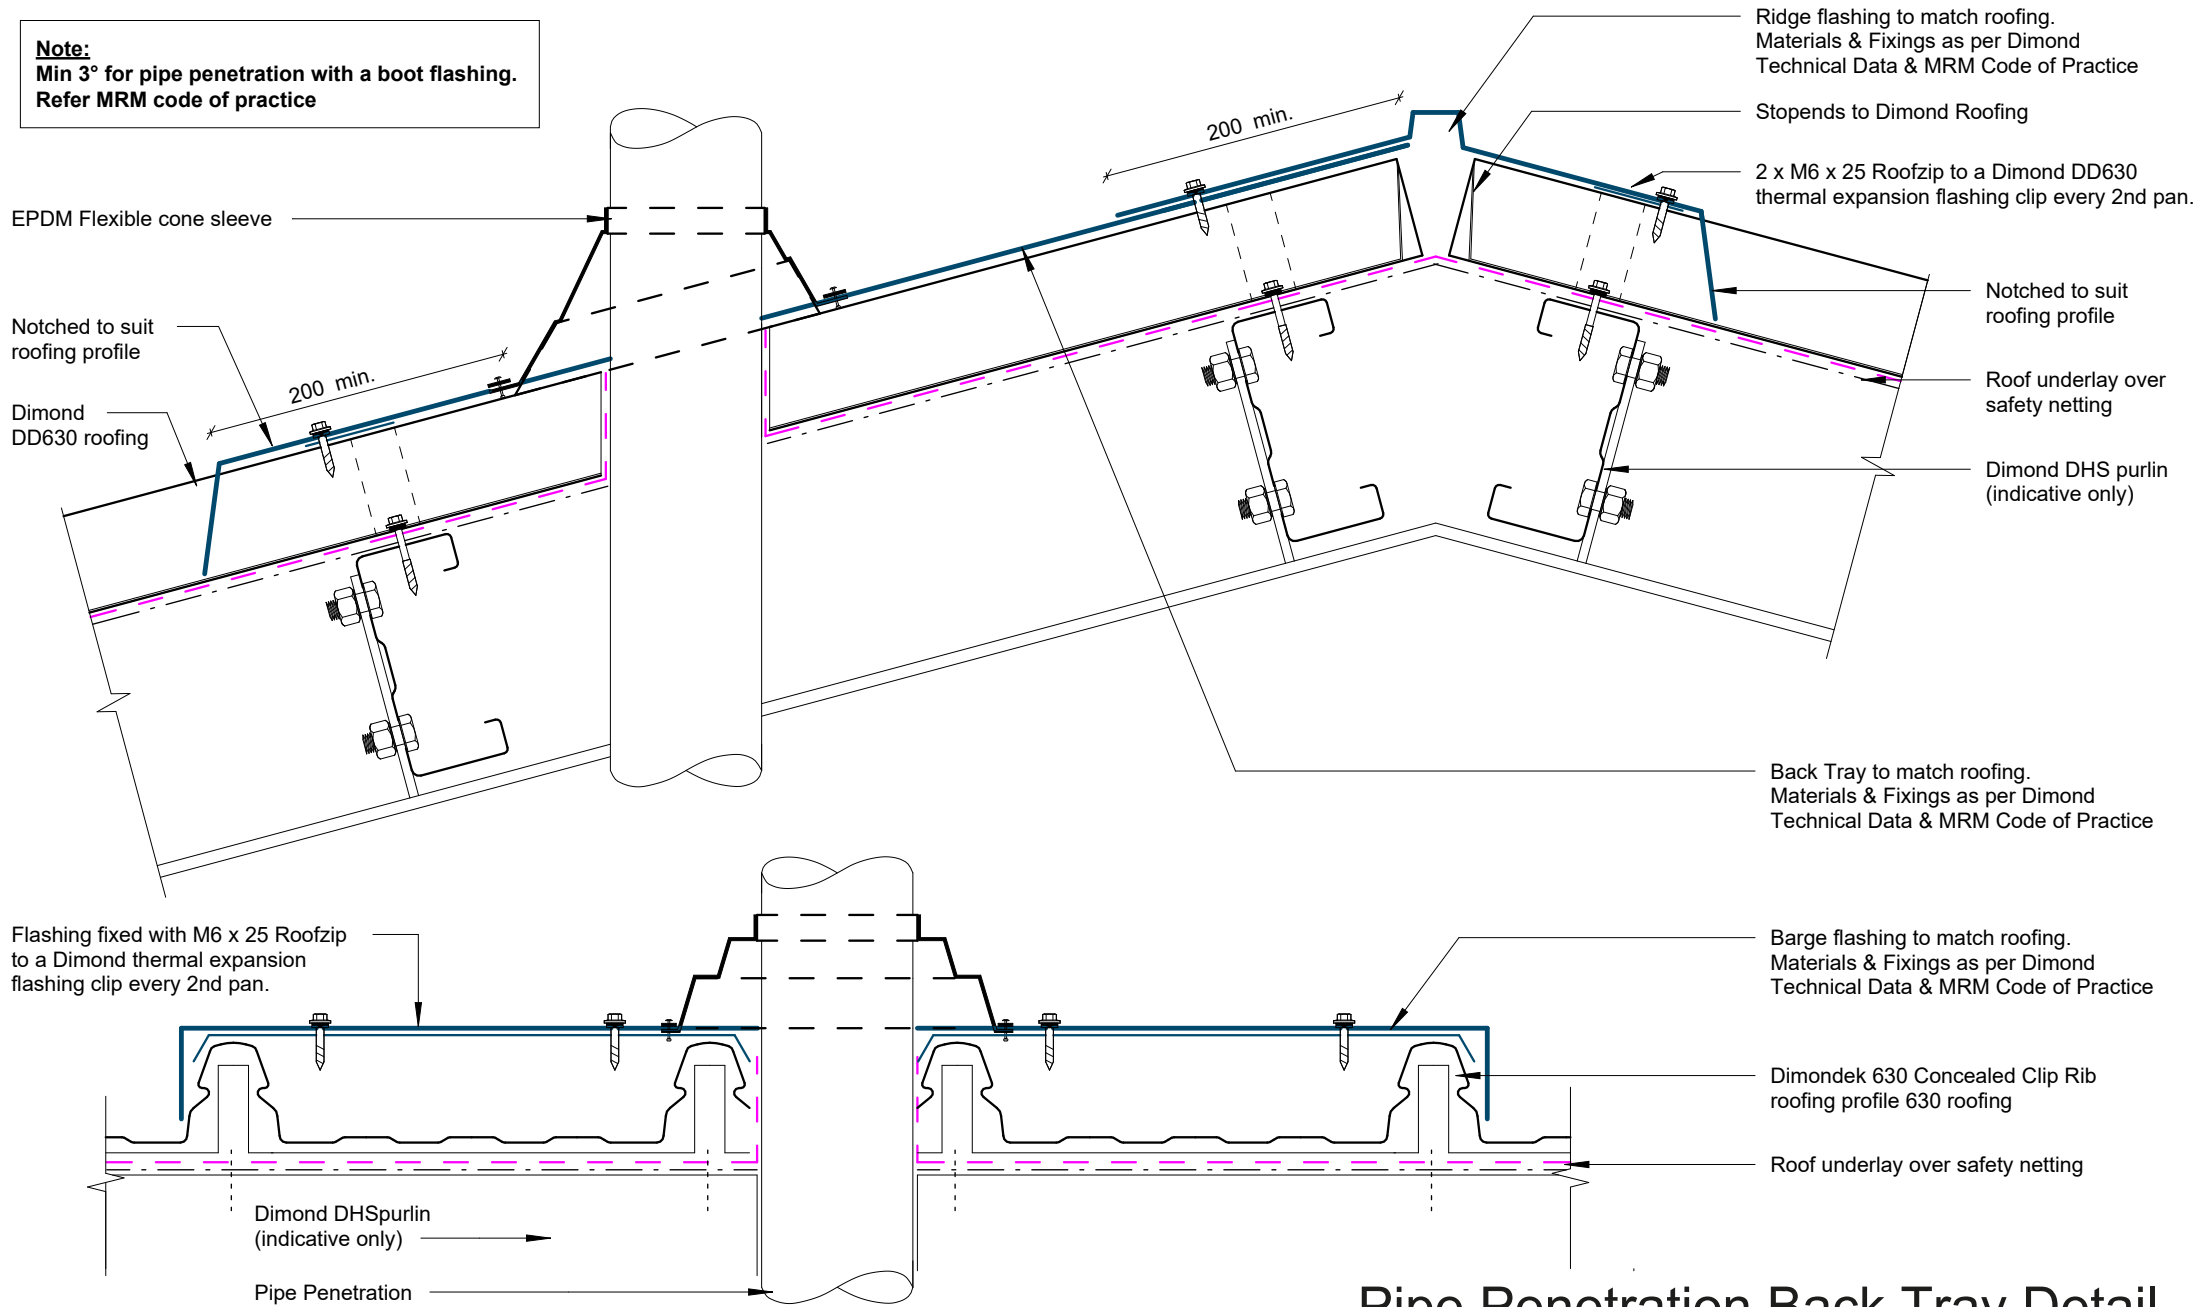 Note:
Min 3° for pipe penetration with a boot flashing.
Refer MRM code of practice
Ridge flashing to match roofing.
Materials & Fixings as per Dimond
Technical Data & MRM Code of Practice
200 min.
Stopends to Dimond Roofing
2 x M6 x 25 Roofzip to a Dimond DD630
thermal expansion flashing clip every 2nd pan.
EPDM Flexible cone sleeve
Notched to suit
roofing profile
Notched to suit
roofing profile
200 min.
Dimond
DD630 roofing
Roof underlay over
safety netting
Dimond DHS purlin
(indicative only)
Back Tray to match roofing.
Materials & Fixings as per Dimond
Technical Data & MRM Code of Practice
Flashing fixed with M6 x 25 Roofzip
to a Dimond thermal expansion
flashing clip every 2nd pan.
Barge flashing to match roofing.
Materials & Fixings as per Dimond
Technical Data & MRM Code of Practice
Dimondek 630 Concealed Clip Rib
roofing profile 630 roofing
Roof underlay over safety netting
Dimond DHSpurlin
(indicative only)
Pipe Penetration
Pipe Penetration Back Tray Detail